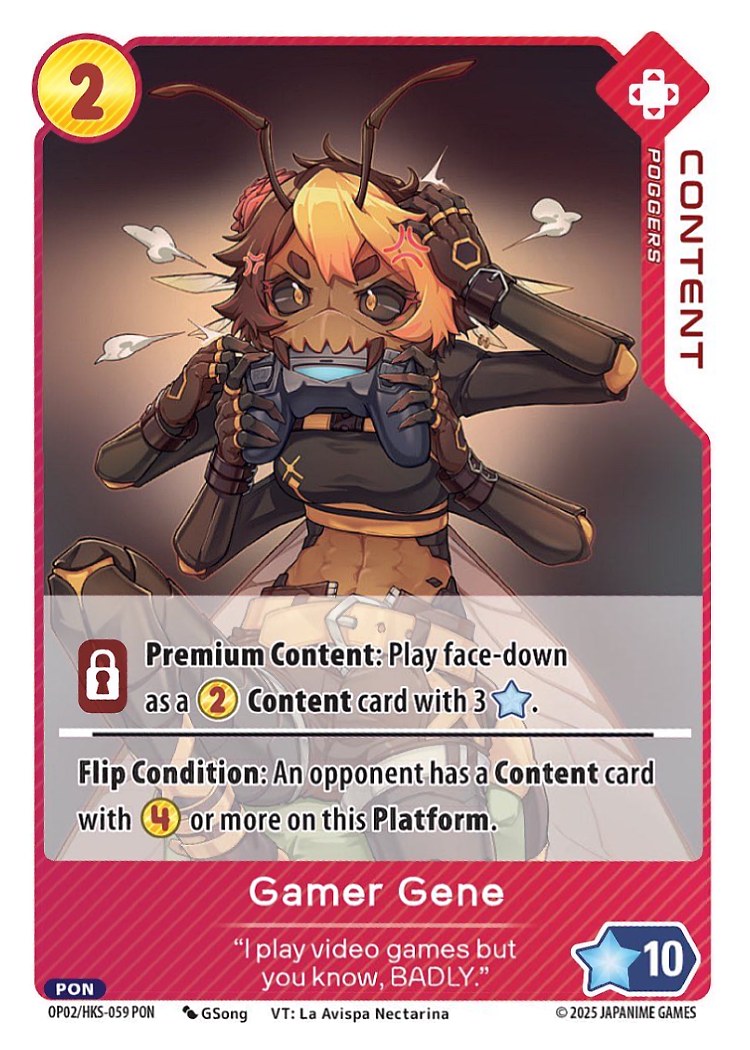 2
CONTENT
POGGERS
Premium Content: Play face-down
as a 2 Content card with 3.
Flip Condition: An opponent has a Content card
with 4 or more on this Platform.
Gamer Gene
“I play video games but
you know, BADLY.”
10
PON
OP02/HKS-059 PON
GSong
VT: La Avispa Nectarina
© 2025 JAPANIME GAMES